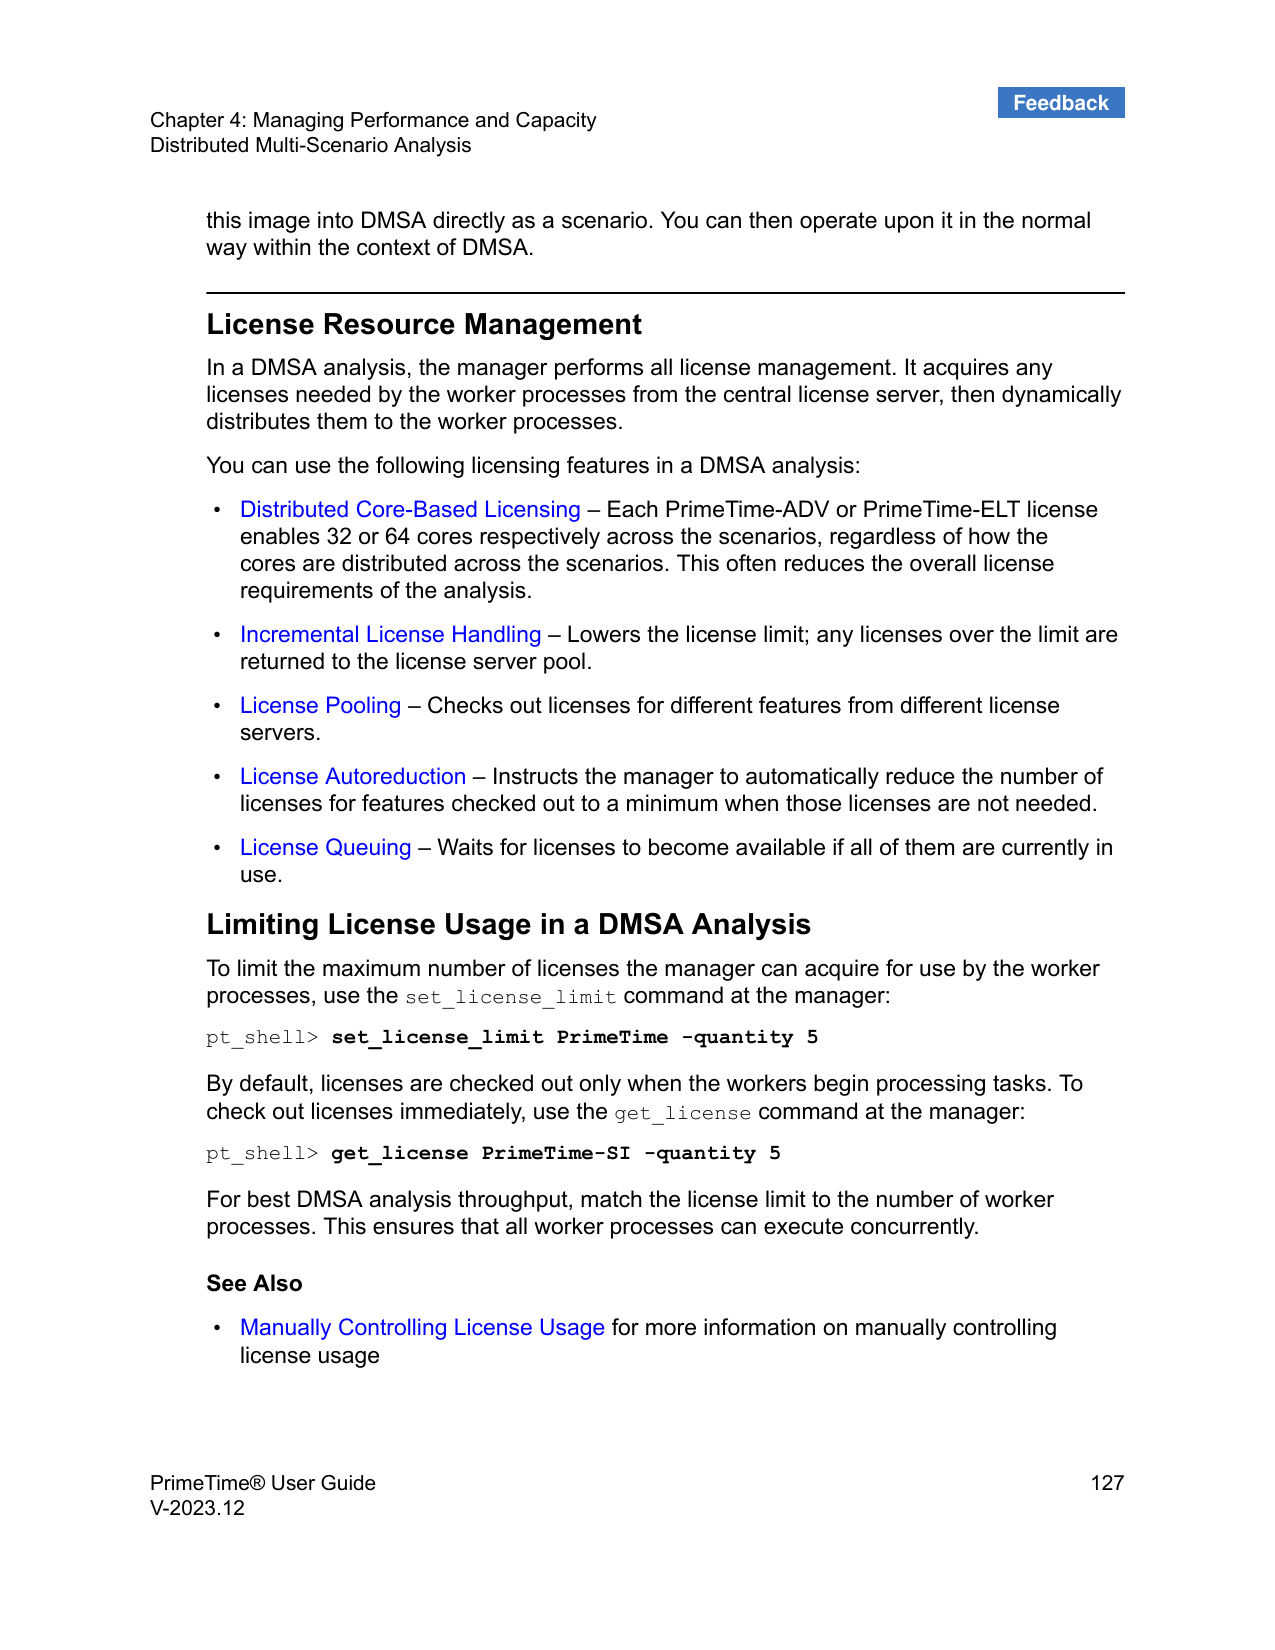 Feedback
Chapter 4: Managing Performance and Capacity
Distributed Multi-Scenario Analysis
this image into DMSA directly as a scenario. You can then operate upon it in the normal
way within the context of DMSA.
License Resource Management
In a DMSA analysis, the manager performs all license management. It acquires any
licenses needed by the worker processes from the central license server, then dynamically
distributes them to the worker processes.
You can use the following licensing features in a DMSA analysis:
• Distributed Core-Based Licensing – Each PrimeTime-ADV or PrimeTime-ELT license
enables 32 or 64 cores respectively across the scenarios, regardless of how the
cores are distributed across the scenarios. This often reduces the overall license
requirements of the analysis.
• Incremental License Handling – Lowers the license limit; any licenses over the limit are
returned to the license server pool.
• License Pooling – Checks out licenses for different features from different license
servers.
• License Autoreduction – Instructs the manager to automatically reduce the number of
licenses for features checked out to a minimum when those licenses are not needed.
• License Queuing – Waits for licenses to become available if all of them are currently in
use.
Limiting License Usage in a DMSA Analysis
To limit the maximum number of licenses the manager can acquire for use by the worker
processes, use the set_license_limit command at the manager:
pt_shell> set_license_limit PrimeTime -quantity 5
By default, licenses are checked out only when the workers begin processing tasks. To
check out licenses immediately, use the get_license command at the manager:
pt_shell> get_license PrimeTime-SI -quantity 5
For best DMSA analysis throughput, match the license limit to the number of worker
processes. This ensures that all worker processes can execute concurrently.
See Also
• Manually Controlling License Usage for more information on manually controlling
license usage
PrimeTime® User Guide 127
V-2023.12